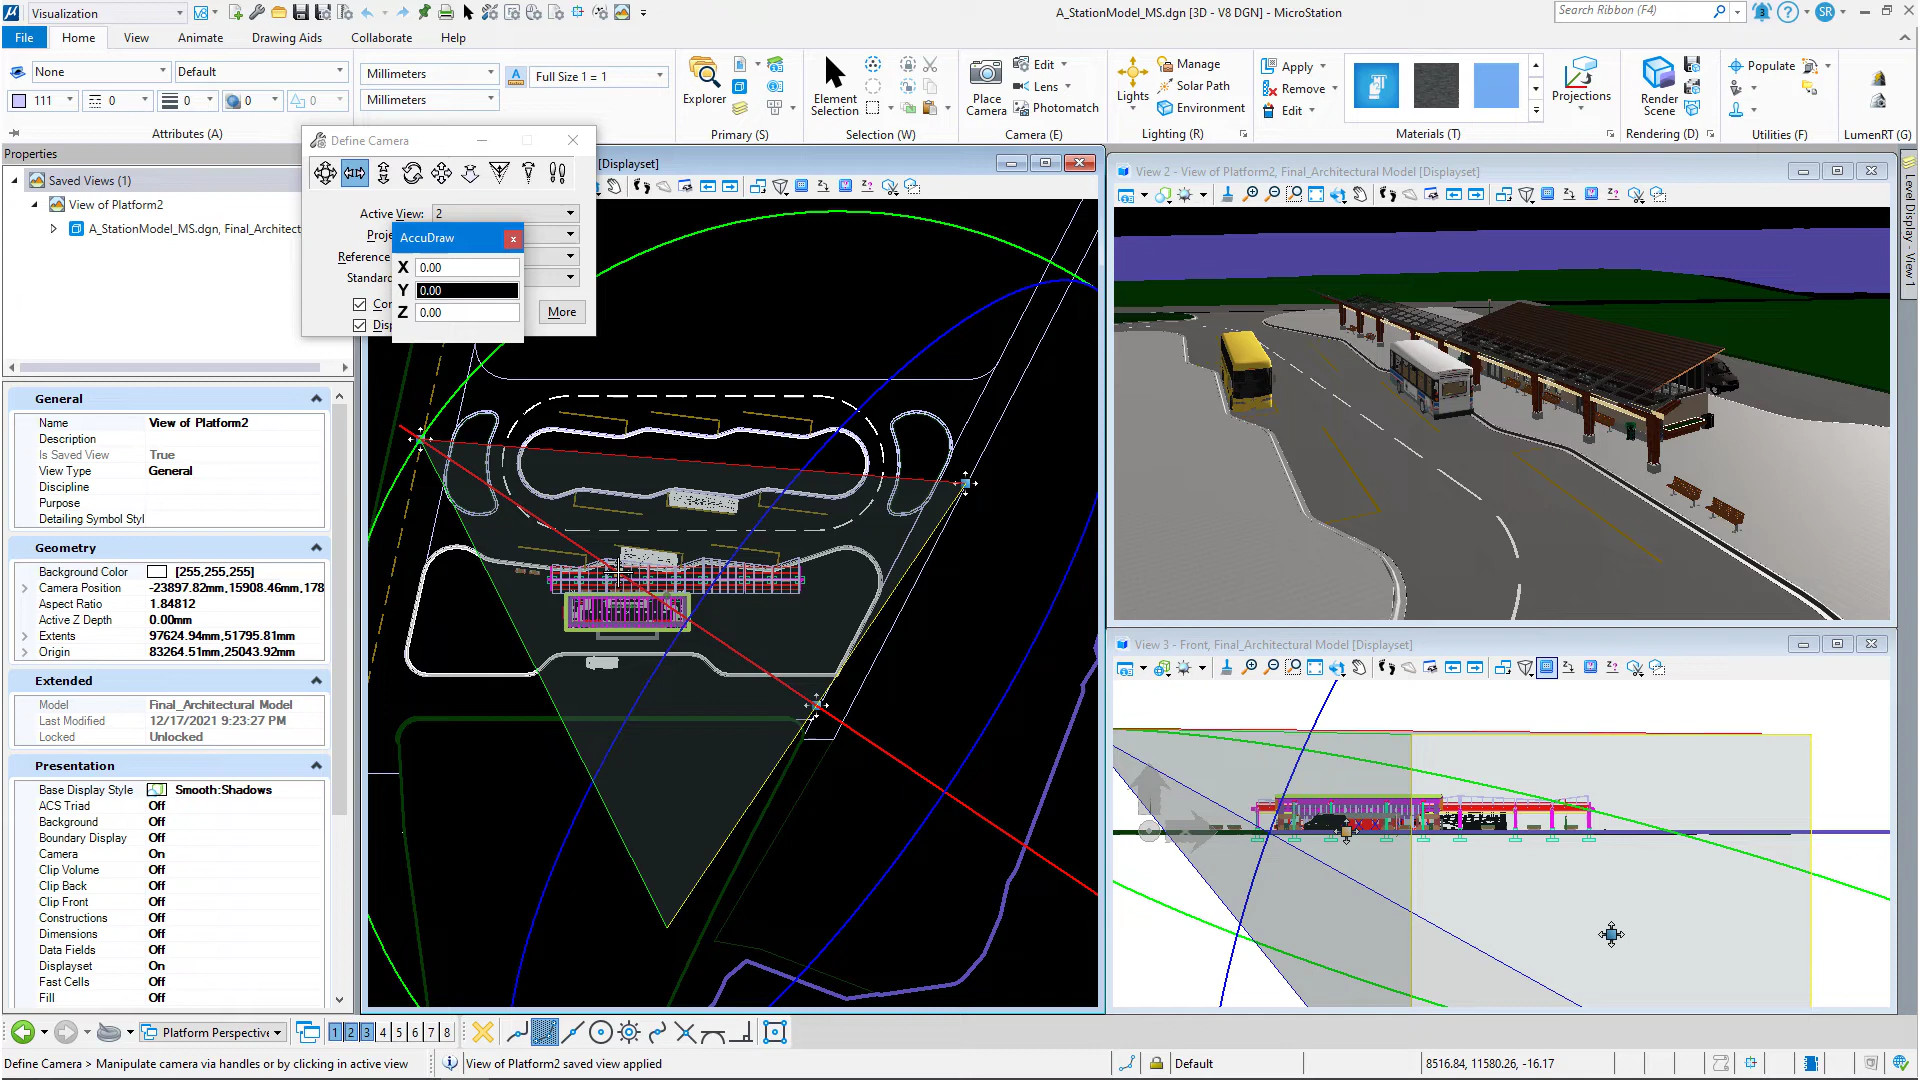 Visualization
V8
A_StationModel_MS.dgn [3D - V8 DGN] - MicroStation
Search Ribbon (F4)
3
SR
File
Home
View
Animate
Drawing Aids
Collaborate
Help
None
Default
111
0
0
0
0
Attributes (A)
Millimeters
Millimeters
Full Size 1 = 1
Explorer
Primary (S)
Element
Selection
Selection (W)
Place
Camera
Edit
Lens
Photomatch
Camera (E)
Lights
Manage
Solar Path
Environment
Lighting (R)
Apply
Remove
Edit
Materials (T)
Projections
Render
Scene
Rendering (D)
Populate
Utilities (F)
LumenRT (G)
Properties
Saved Views (1)
View of Platform2
A_StationModel_MS.dgn, Final_Architect
General
Name View of Platform2
Description
Is Saved View True
View Type General
Discipline
Purpose
Detailing Symbol Styl
Geometry
Background Color [255,255,255]
Camera Position -23897.82mm,15908.46mm,178
Aspect Ratio 1.84812
Active Z Depth 0.00mm
Extents 97624.94mm,51795.81mm
Origin 83264.51mm,25043.92mm
Extended
Model Final_Architectural Model
Last Modified 12/17/2021 9:23:27 PM
Locked Unlocked
Presentation
Base Display Style Smooth:Shadows
ACS Triad Off
Background Off
Boundary Display Off
Camera On
Clip Volume Off
Clip Back Off
Clip Front Off
Constructions Off
Dimensions Off
Data Fields Off
Displayset On
Fast Cells Off
Fill Off
Define Camera
Active View: 2
Proje
Reference
Standard
Con
Disp
More
AccuDraw
X 0.00
Y 0.00
Z 0.00
[Displayset]
View 2 - View of Platform2, Final_Architectural Model [Displayset]
View 3 - Front, Final_Architectural Model [Displayset]
Level Display - View 1
Platform Perspective
1 2 3 4 5 6 7 8
Define Camera > Manipulate camera via handles or by clicking in active view
View of Platform2 saved view applied
Default
8516.84, 11580.26, -16.17